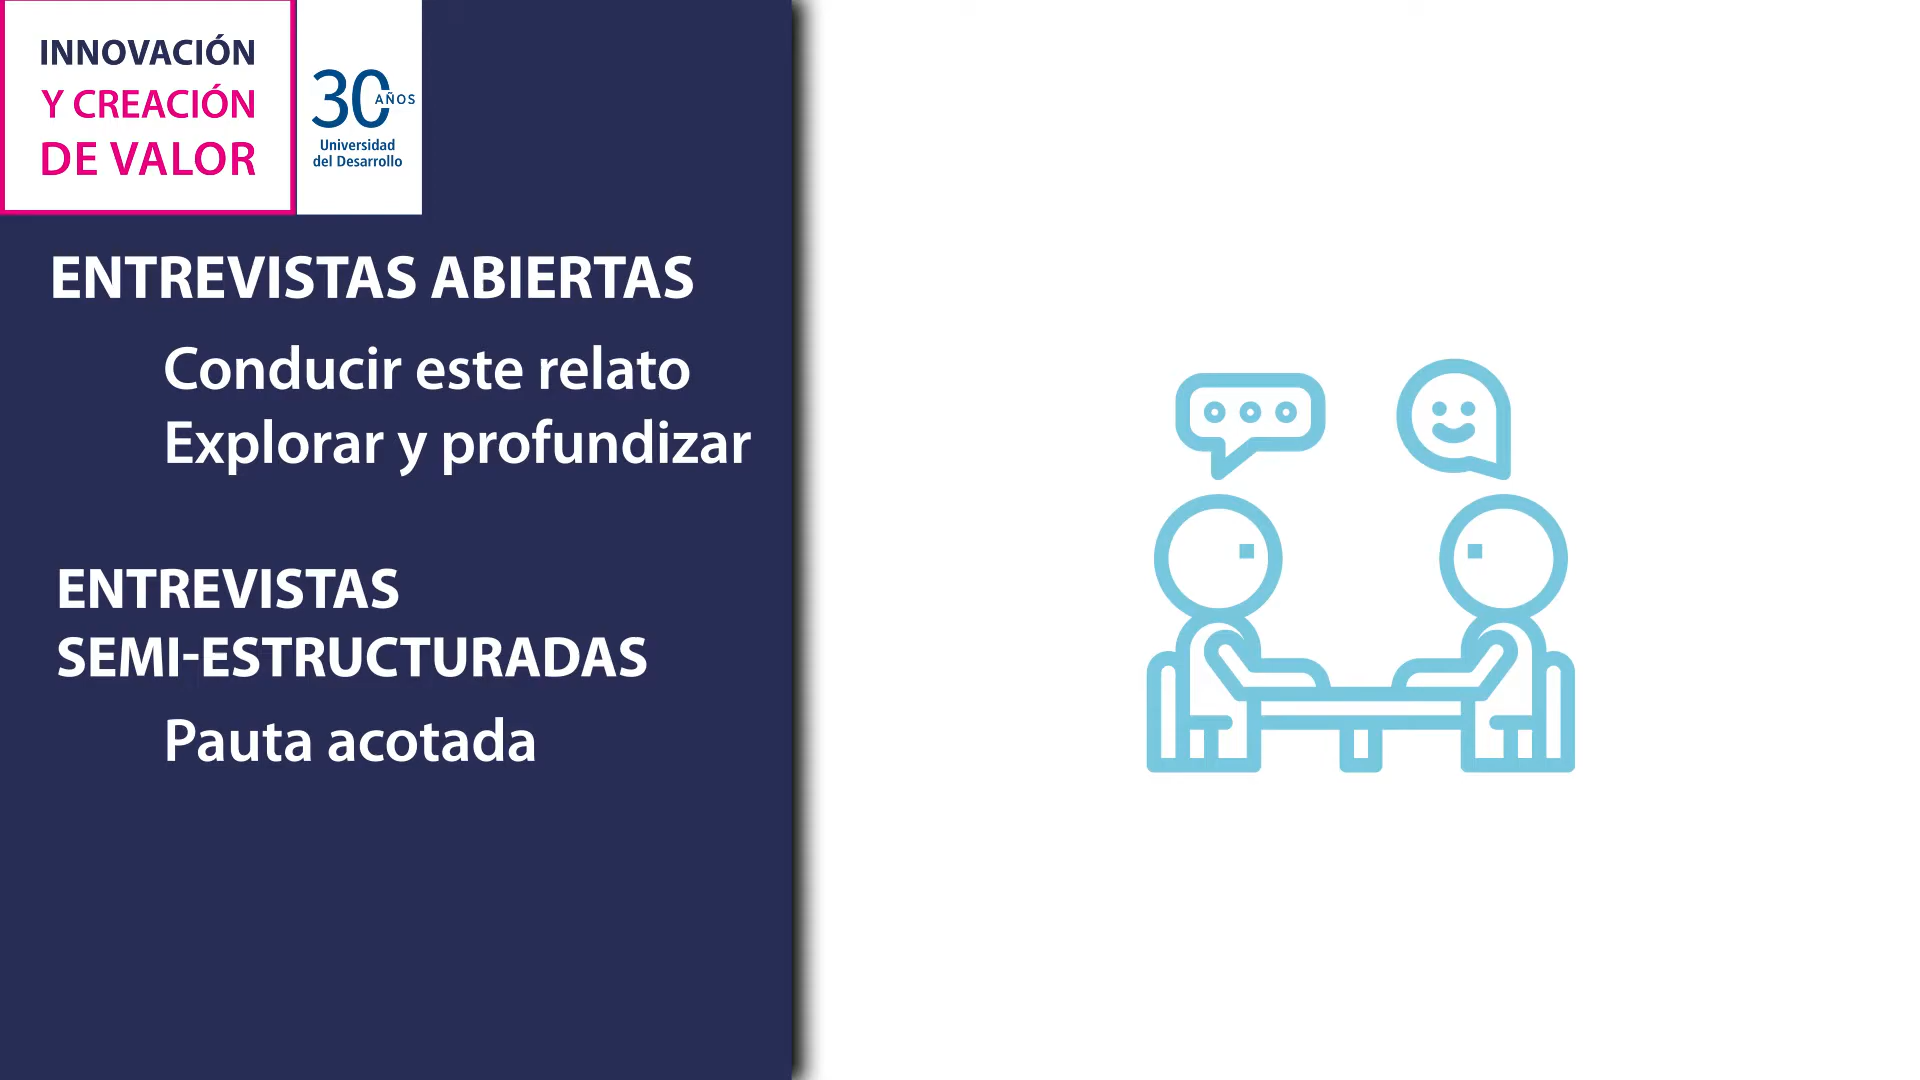 INNOVACIÓN
Y CREACIÓN
DE VALOR
30 AÑOS
Universidad
del Desarrollo
ENTREVISTAS ABIERTAS
Conducir este relato
Explorar y profundizar
ENTREVISTAS
SEMI-ESTRUCTURADAS
Pauta acotada